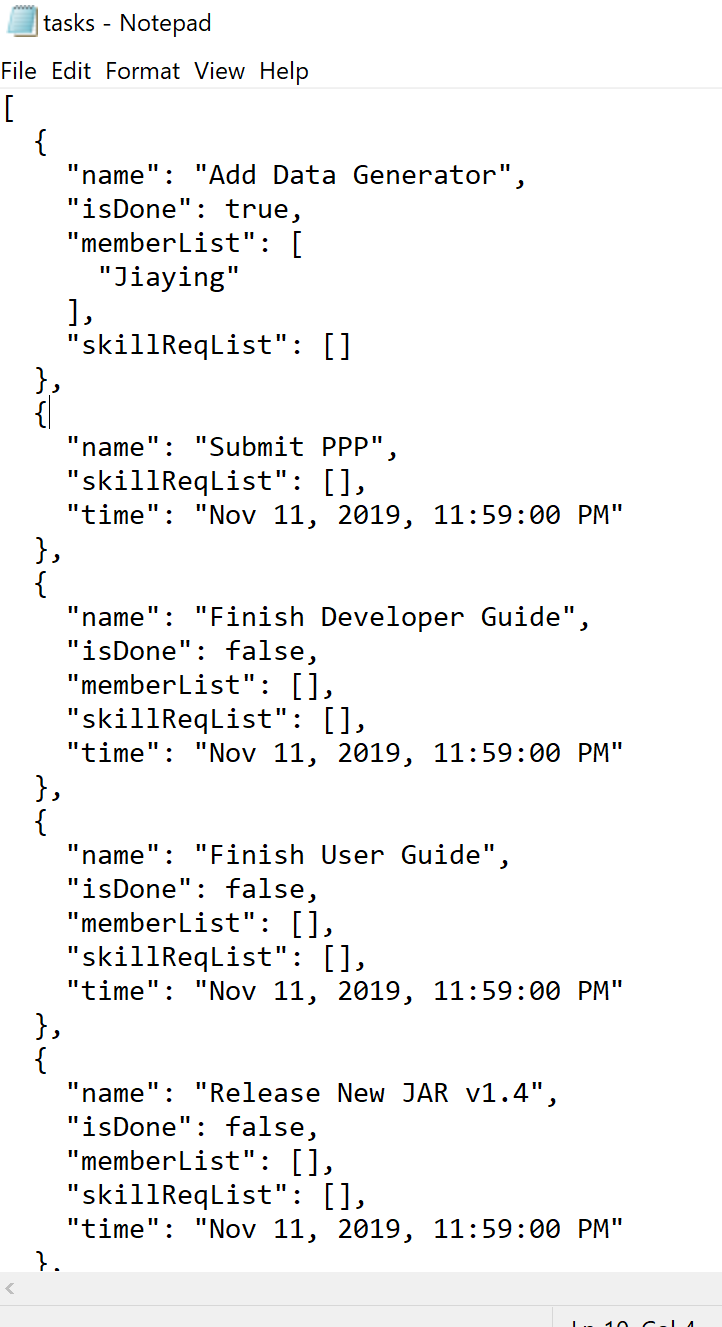 tasks - Notepad
File Edit Format View Help
[
  {
    "name": "Add Data Generator",
    "isDone": true,
    "memberList": [
      "Jiaying"
    ],
    "skillReqList": []
  },
  {
    "name": "Submit PPP",
    "skillReqList": [],
    "time": "Nov 11, 2019, 11:59:00 PM"
  },
  {
    "name": "Finish Developer Guide",
    "isDone": false,
    "memberList": [],
    "skillReqList": [],
    "time": "Nov 11, 2019, 11:59:00 PM"
  },
  {
    "name": "Finish User Guide",
    "isDone": false,
    "memberList": [],
    "skillReqList": [],
    "time": "Nov 11, 2019, 11:59:00 PM"
  },
  {
    "name": "Release New JAR v1.4",
    "isDone": false,
    "memberList": [],
    "skillReqList": [],
    "time": "Nov 11, 2019, 11:59:00 PM"
  },